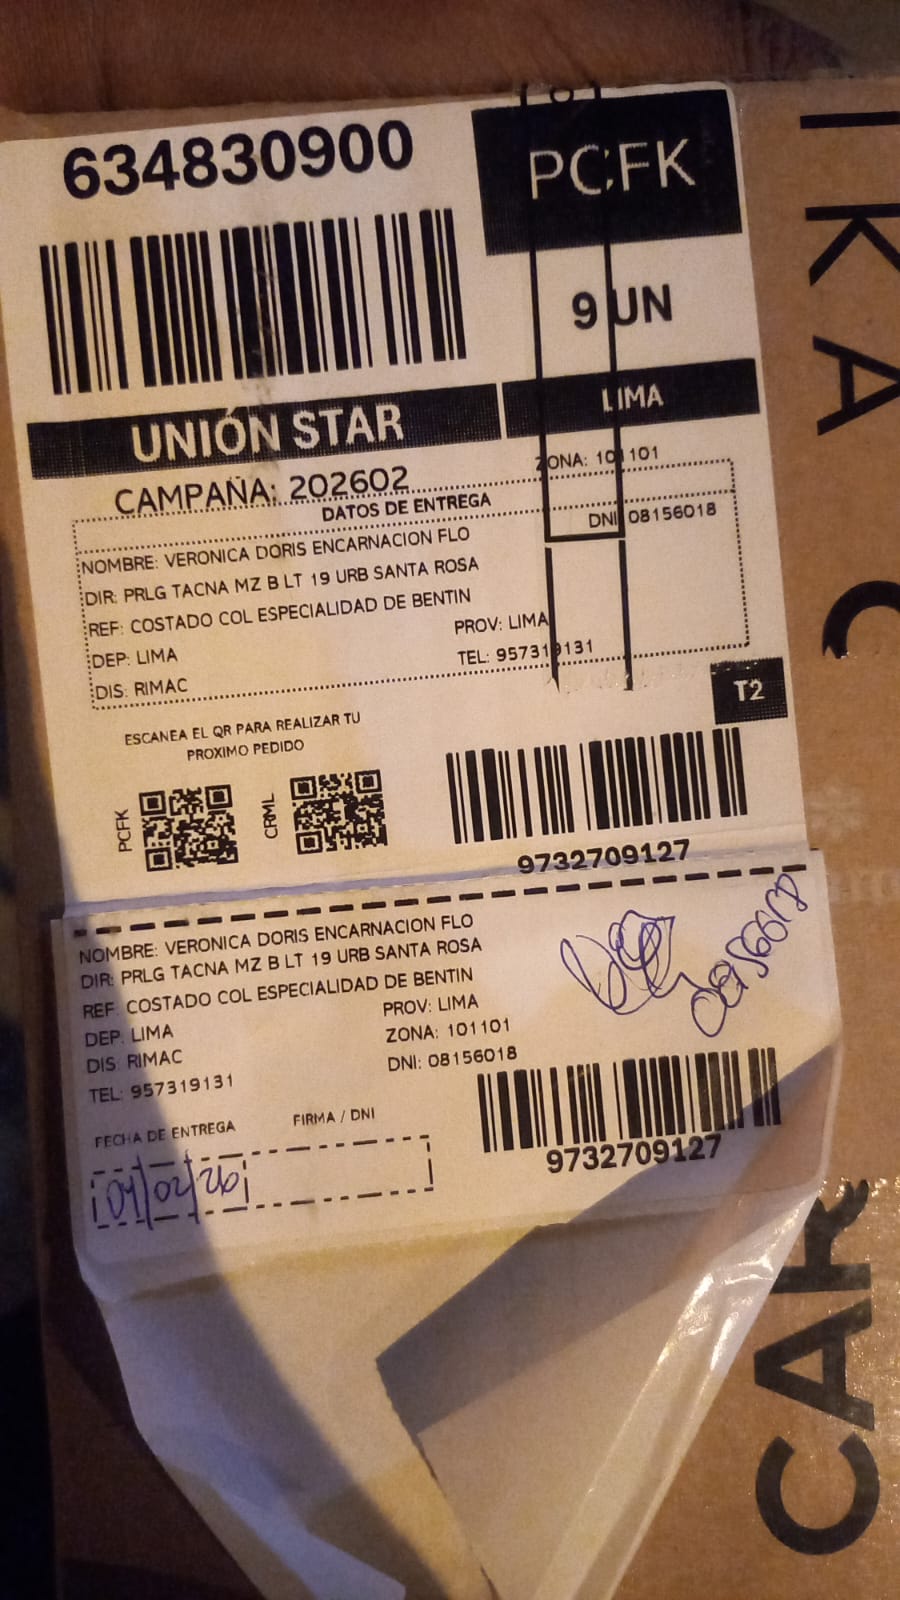 634830900
PCFK
9 UN
UNIÓN STAR
LIMA
CAMPAÑA: 202602
ZONA: 101101
DATOS DE ENTREGA
NOMBRE: VERONICA DORIS ENCARNACION FLO
DNI 08156018
DIR: PRLG TACNA MZ B LT 19 URB SANTA ROSA
REF: COSTADO COL ESPECIALIDAD DE BENTIN
DEP: LIMA
PROV: LIMA
DIS: RIMAC
TEL: 957319131
T2
ESCANEA EL QR PARA REALIZAR TU
PROXIMO PEDIDO
PCFK
CRML
9732709127
NOMBRE: VERONICA DORIS ENCARNACION FLO
DIR: PRLG TACNA MZ B LT 19 URB SANTA ROSA
REF: COSTADO COL ESPECIALIDAD DE BENTIN
DEP: LIMA
PROV: LIMA
DIS: RIMAC
ZONA: 101101
TEL: 957319131
DNI: 08156018
FECHA DE ENTREGA
FIRMA / DNI
9732709127
02 26
IKA C
CAR